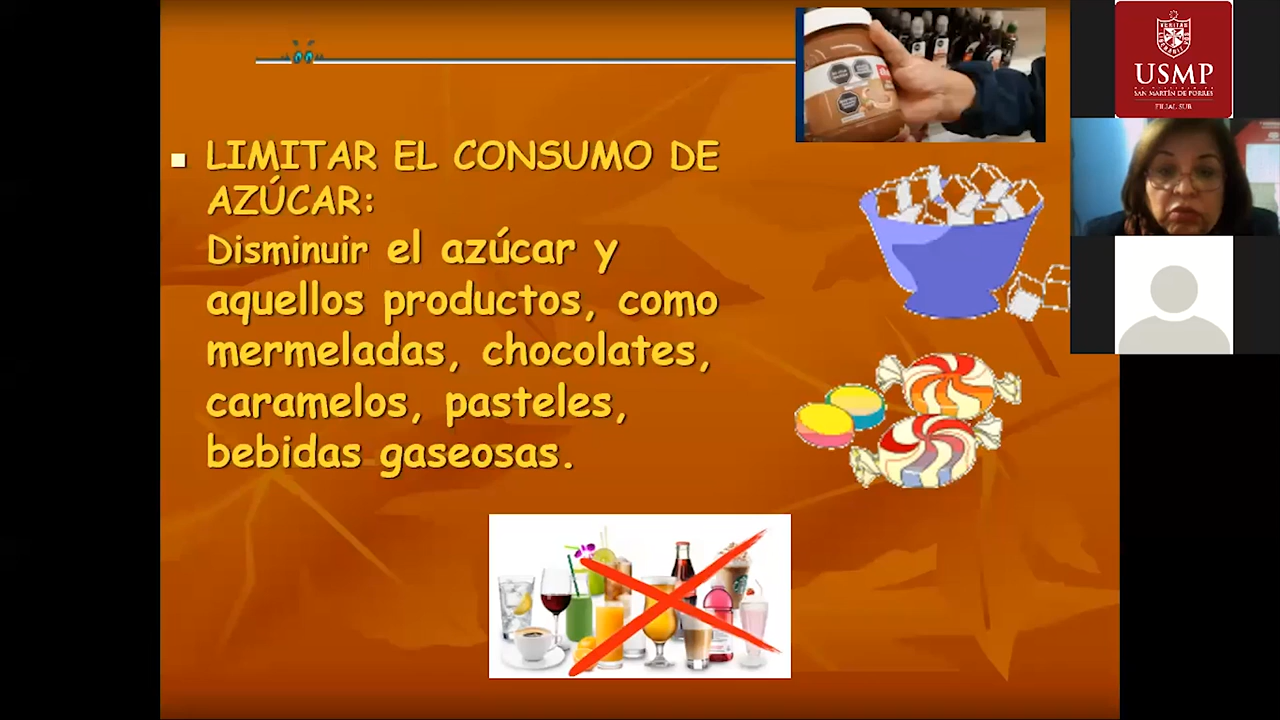 LIMITAR EL CONSUMO DE
AZÚCAR:
Disminuir el azúcar y
aquellos productos, como
mermeladas, chocolates,
caramelos, pasteles,
bebidas gaseosas.
VERITAS
USMP
SAN MARTÍN DE PORRES
FILIAL SUR